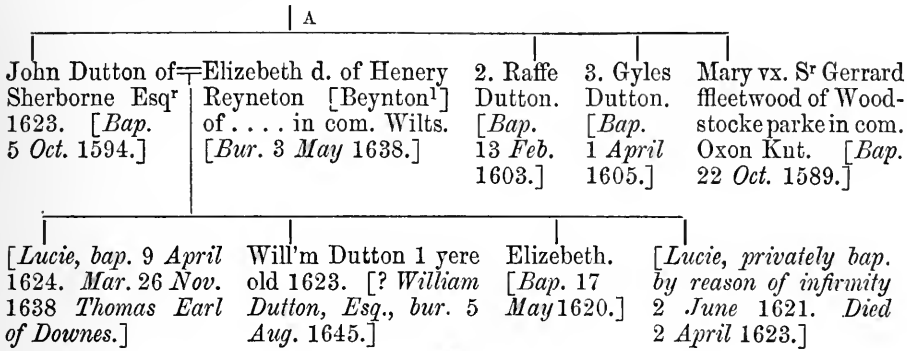 A
John Dutton of
Sherborne Esqr
1623. [Bap.
5 Oct. 1594.]
Elizebeth d. of Henery
Reyneton [Beynton1]
of . . . . in com. Wilts.
[Bur. 3 May 1638.]
2. Raffe
Dutton.
[Bap.
13 Feb.
1603.]
3. Gyles
Dutton.
[Bap.
1 April
1605.]
Mary vx. Sr Gerrard
ffleetwood of Wood-
stocke parke in com.
Oxon Knt. [Bap.
22 Oct. 1589.]
[Lucie, bap. 9 April
1624. Mar. 26 Nov.
1638 Thomas Earl
of Downes.]
Will'm Dutton 1 yere
old 1623. [? William
Dutton, Esq., bur. 5
Aug. 1645.]
Elizebeth.
[Bap. 17
May 1620.]
[Lucie, privately bap.
by reason of infirmity
2 June 1621. Died
2 April 1623.]